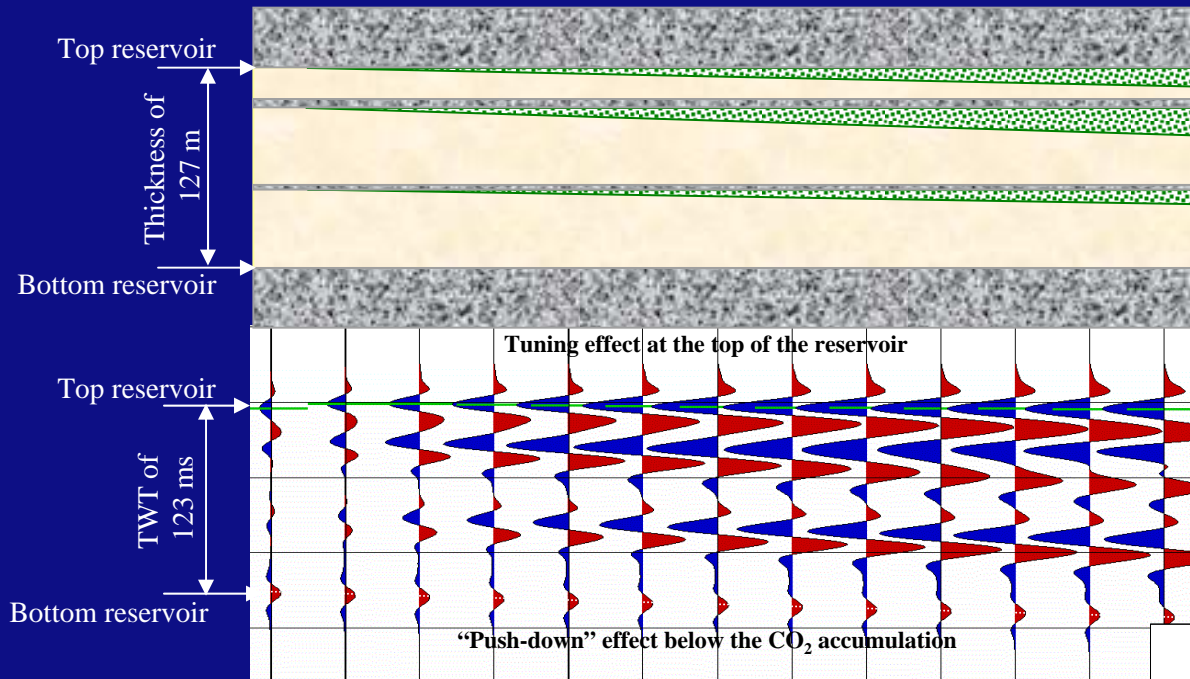 Top reservoir
Thickness of
127 m
Bottom reservoir
Tuning effect at the top of the reservoir
Top reservoir
TWT of
123 ms
Bottom reservoir
“Push-down” effect below the CO₂ accumulation